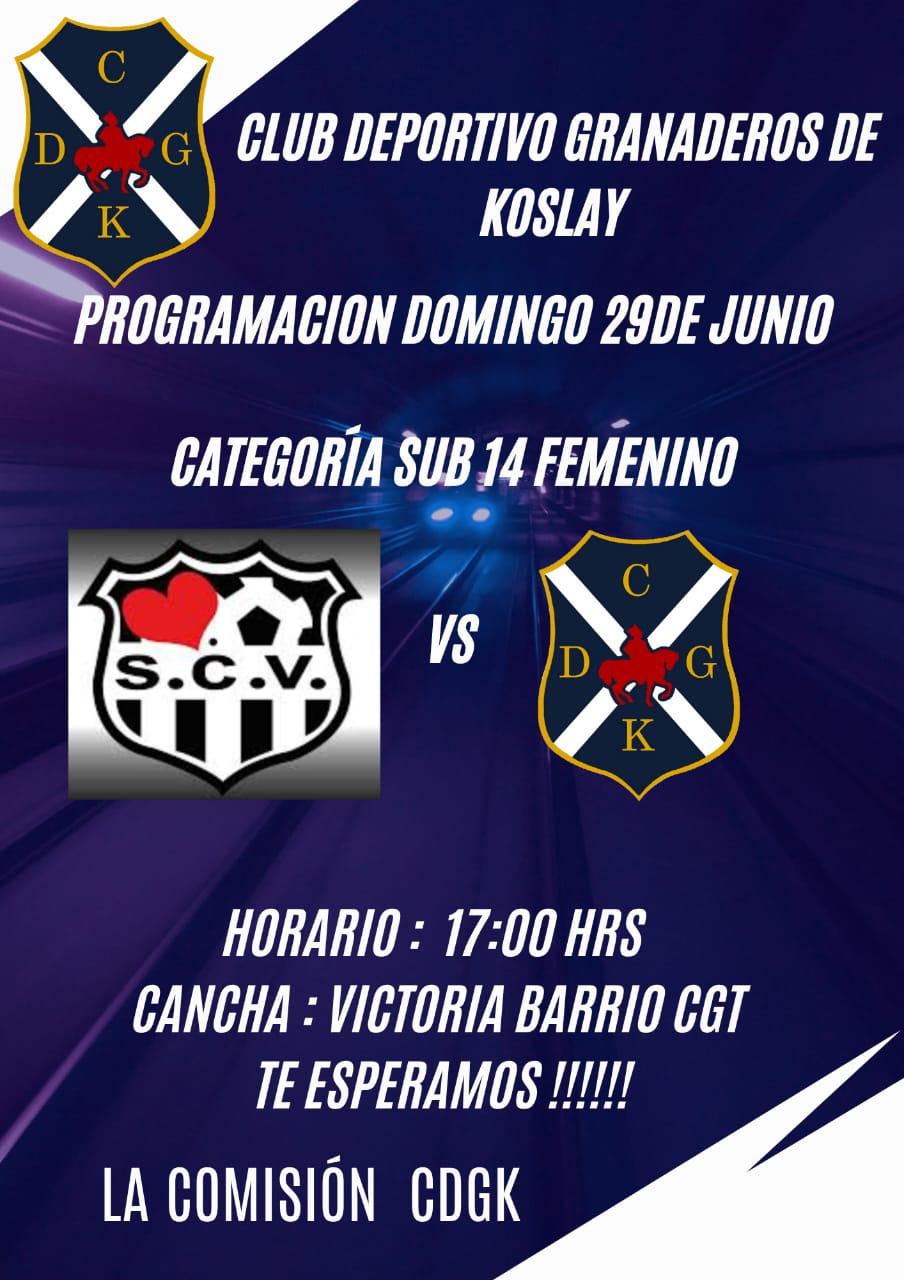 C
D G
K
CLUB DEPORTIVO GRANADEROS DE
KOSLAY
PROGRAMACION DOMINGO 29DE JUNIO
CATEGORÍA SUB 14 FEMENINO
S.C.V.
VS
C
D G
K
HORARIO : 17:00 HRS
CANCHA : VICTORIA BARRIO CGT
TE ESPERAMOS !!!!!!
LA COMISIÓN CDGK